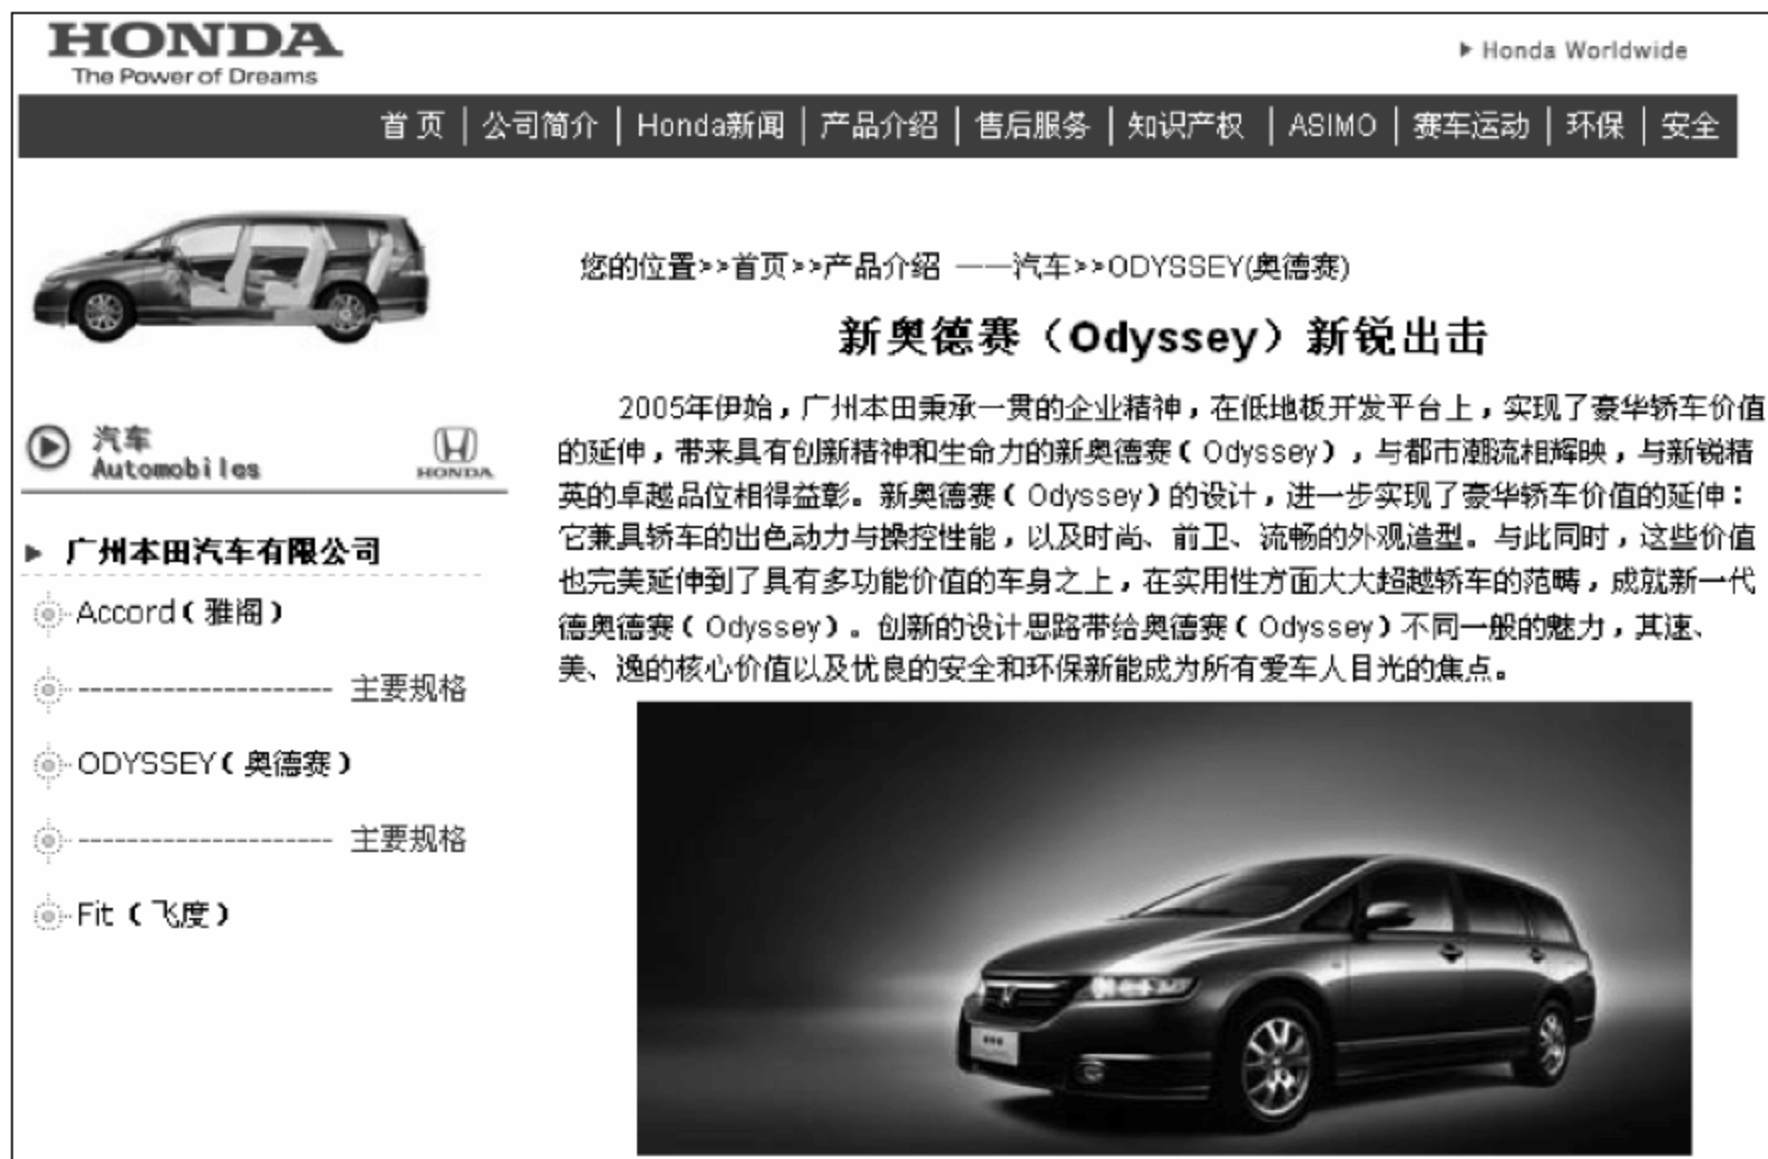 HONDA
The Power of Dreams
Honda Worldwide
首页 | 公司简介 | Honda新闻 | 产品介绍 | 售后服务 | 知识产权 | ASIMO | 赛车运动 | 环保 | 安全
您的位置>>首页>>产品介绍 ——汽车>>ODYSSEY(奥德赛)
新奥德赛（Odyssey）新锐出击
2005年伊始，广州本田秉承一贯的企业精神，在低地板开发平台上，实现了豪华轿车价值
的延伸，带来具有创新精神和生命力的新奥德赛（Odyssey），与都市潮流相辉映，与新锐精
英的卓越品位相得益彰。新奥德赛（Odyssey）的设计，进一步实现了豪华轿车价值的延伸：
它兼具轿车的出色动力与操控性能，以及时尚、前卫、流畅的外观造型。与此同时，这些价值
也完美延伸到了具有多功能价值的车身之上，在实用性方面大大超越轿车的范畴，成就新一代
德奥德赛（Odyssey）。创新的设计思路带给奥德赛（Odyssey）不同一般的魅力，其速、
美、逸的核心价值以及优良的安全和环保新能成为所有爱车人目光的焦点。
汽车
Automobiles
HONDA
广州本田汽车有限公司
Accord（雅阁）
-------------------- 主要规格
ODYSSEY（奥德赛）
-------------------- 主要规格
Fit（飞度）